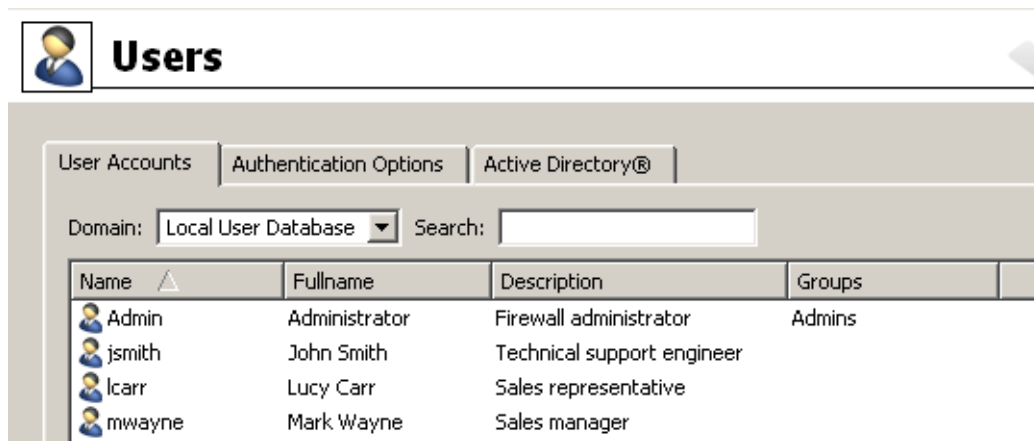 Users
User Accounts Authentication Options Active Directory®
Domain: Local User Database Search:
Name Fullname Description Groups
Admin Administrator Firewall administrator Admins
jsmith John Smith Technical support engineer
lcarr Lucy Carr Sales representative
mwayne Mark Wayne Sales manager